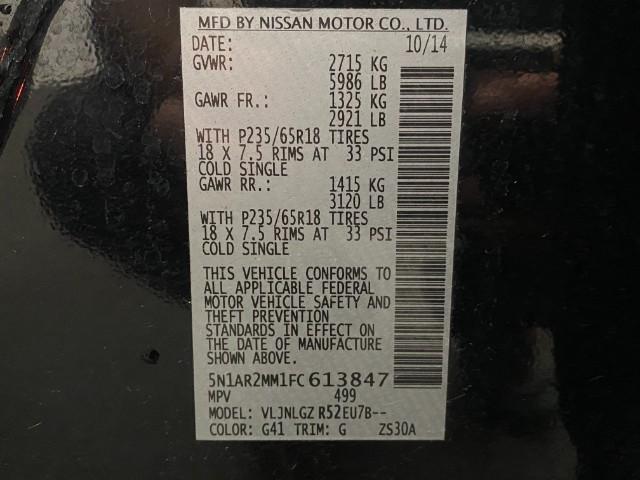 MFD BY NISSAN MOTOR CO., LTD.
DATE: 10/14
GVWR: 2715 KG
5986 LB
GAWR FR.: 1325 KG
2921 LB
WITH P235/65R18 TIRES
18 X 7.5 RIMS AT 33 PSI
COLD SINGLE
GAWR RR.: 1415 KG
3120 LB
WITH P235/65R18 TIRES
18 X 7.5 RIMS AT 33 PSI
COLD SINGLE
THIS VEHICLE CONFORMS TO
ALL APPLICABLE FEDERAL
MOTOR VEHICLE SAFETY AND
THEFT PREVENTION
STANDARDS IN EFFECT ON
THE DATE OF MANUFACTURE
SHOWN ABOVE.
5N1AR2MM1FC613847
MPV 499
MODEL: VLJNLGZ R52EU7B--
COLOR: G41 TRIM: G ZS30A